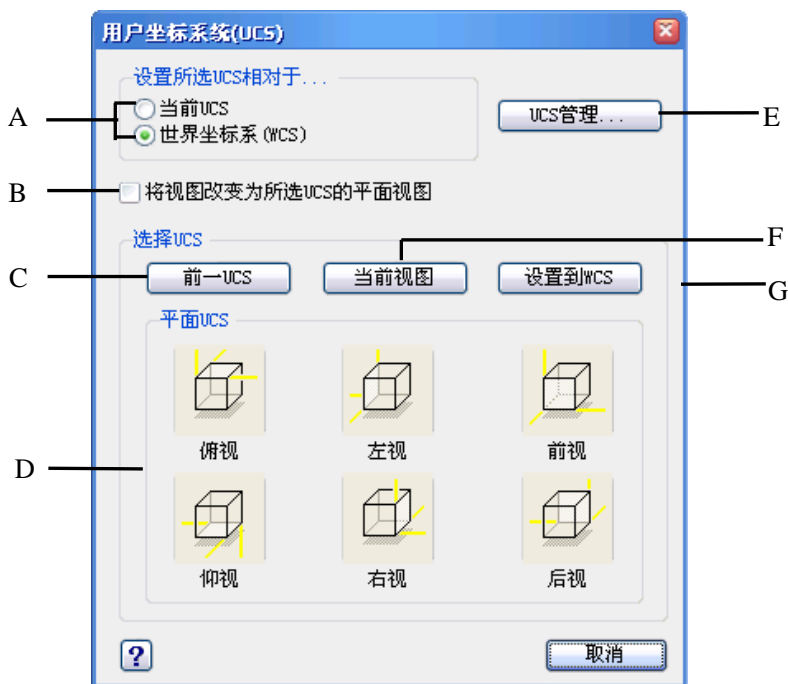 用户坐标系统(UCS)
设置所选UCS相对于...
A
当前UCS
世界坐标系(WCS)
UCS管理...
E
B
将视图改变为所选UCS的平面视图
F
选择UCS
C
前一UCS
当前视图
设置到WCS
G
平面UCS
俯视
左视
前视
D
仰视
右视
后视
?
取消